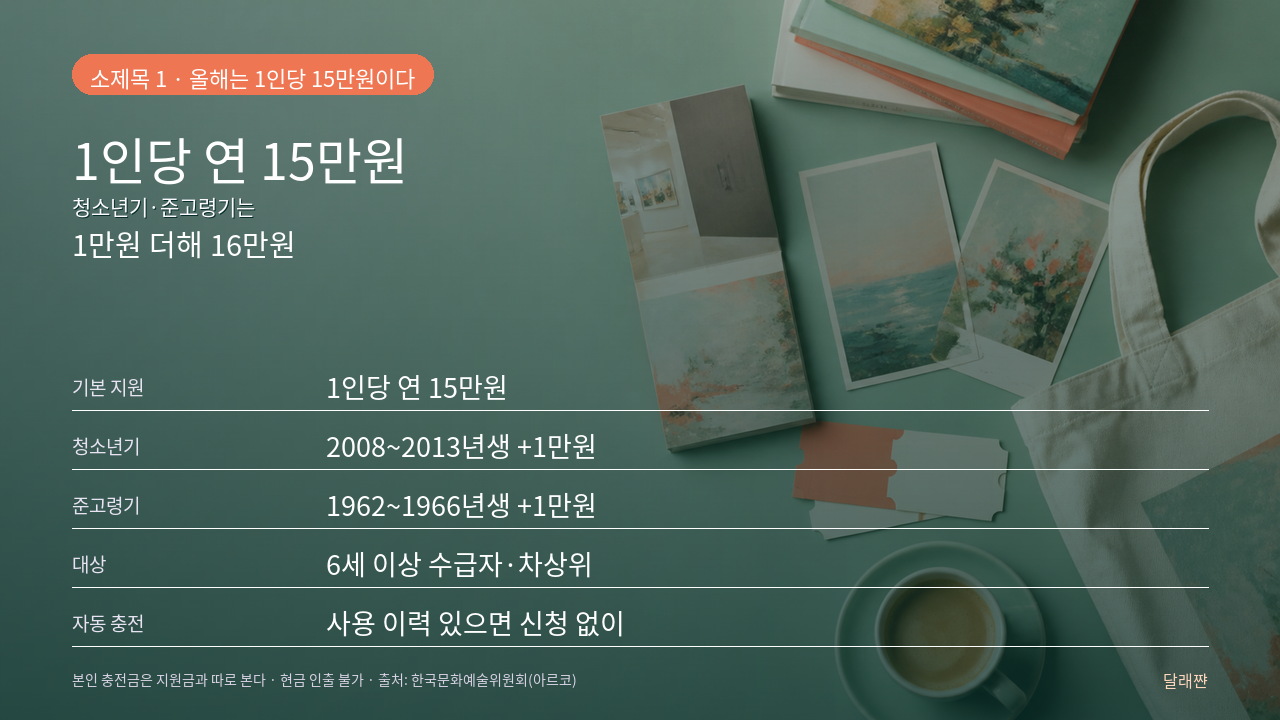 소제목 1 · 올해는 1인당 15만원이다
1인당 연 15만원
청소년기·준고령기는
1만원 더해 16만원
기본 지원 1인당 연 15만원
청소년기 2008~2013년생 +1만원
준고령기 1962~1966년생 +1만원
대상 6세 이상 수급자·차상위
자동 충전 사용 이력 있으면 신청 없이
본인 충전금은 지원금과 따로 본다 · 현금 인출 불가 · 출처: 한국문화예술위원회(아르코)
달래짠